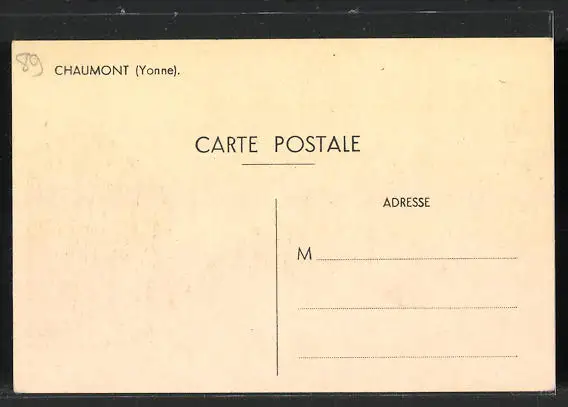 89
CHAUMONT (Yonne).
CARTE POSTALE
ADRESSE
M